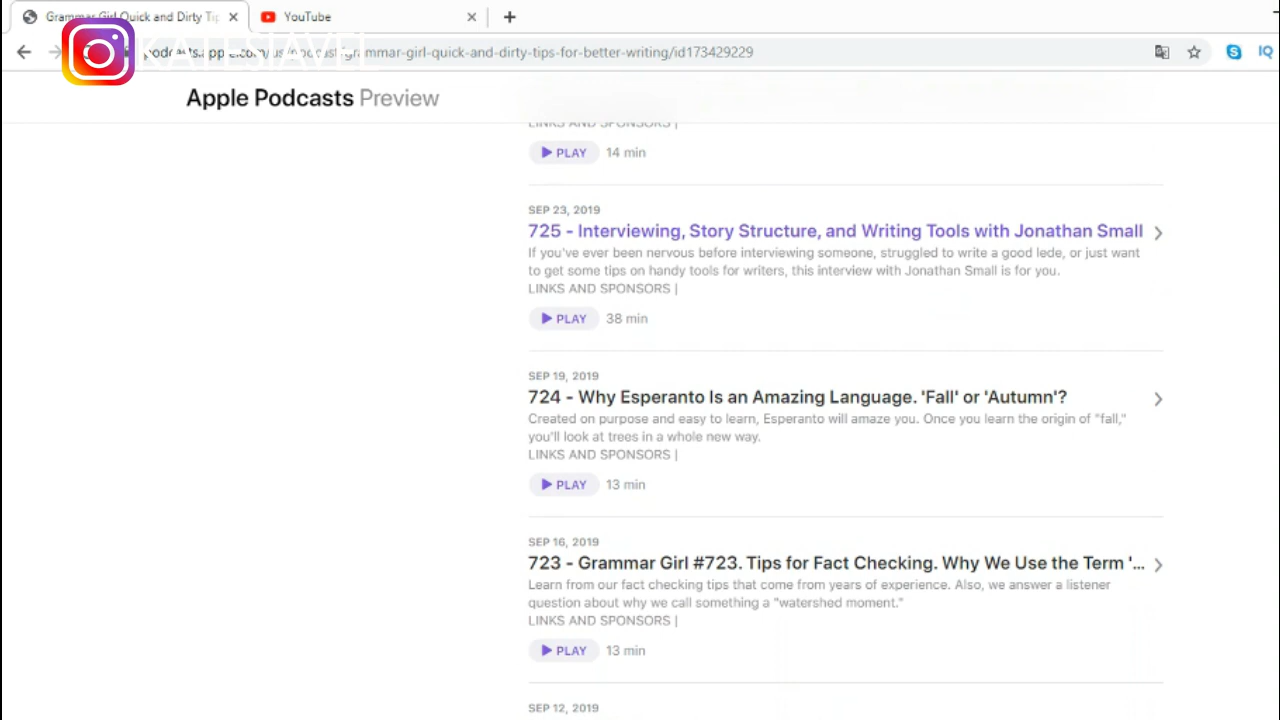 Grammar Girl Quick and Dirty Tip
YouTube
podcasts.apple.com/us/podcast/grammar-girl-quick-and-dirty-tips-for-better-writing/id173429229
IQ
Apple Podcasts Preview
LINKS AND SPONSORS |
PLAY 14 min
SEP 23, 2019
725 - Interviewing, Story Structure, and Writing Tools with Jonathan Small
If you've ever been nervous before interviewing someone, struggled to write a good lede, or just want
to get some tips on handy tools for writers, this interview with Jonathan Small is for you.
LINKS AND SPONSORS |
PLAY 38 min
SEP 19, 2019
724 - Why Esperanto Is an Amazing Language. 'Fall' or 'Autumn'?
Created on purpose and easy to learn, Esperanto will amaze you. Once you learn the origin of "fall,"
you'll look at trees in a whole new way.
LINKS AND SPONSORS |
PLAY 13 min
SEP 16, 2019
723 - Grammar Girl #723. Tips for Fact Checking. Why We Use the Term '...
Learn from our fact checking tips that come from years of experience. Also, we answer a listener
question about why we call something a "watershed moment."
LINKS AND SPONSORS |
PLAY 13 min
SEP 12, 2019